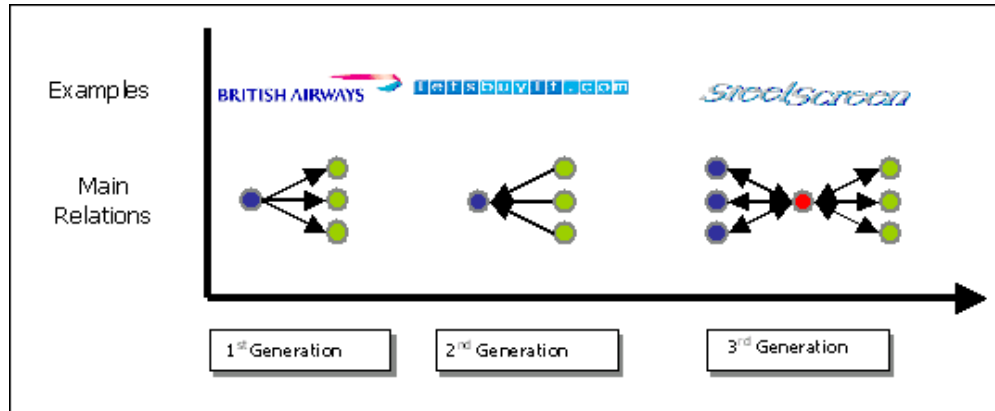 Examples
BRITISH AIRWAYS
letsbuyit.com
steelscreen
Main
Relations
1st Generation
2nd Generation
3rd Generation